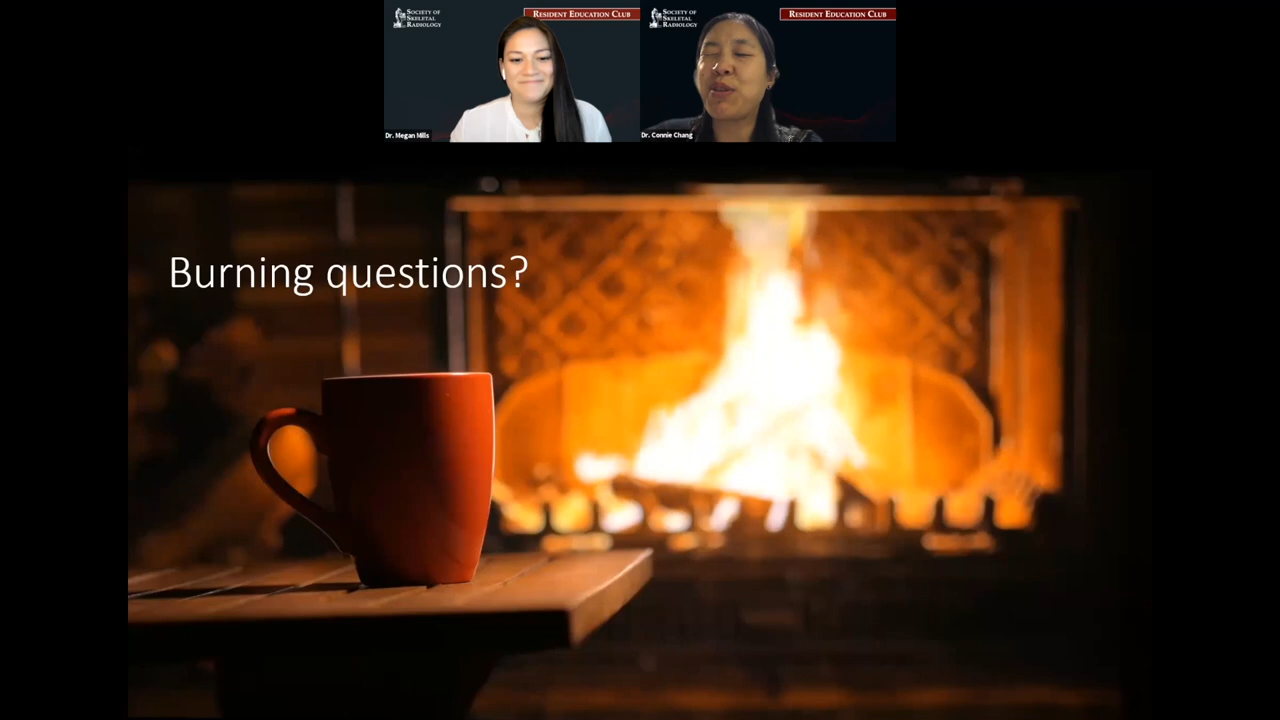 SOCIETY OF
SKELETAL
RADIOLOGY
RESIDENT EDUCATION CLUB
Dr. Megan Mills
SOCIETY OF
SKELETAL
RADIOLOGY
RESIDENT EDUCATION CLUB
Dr. Connie Chang
Burning questions?